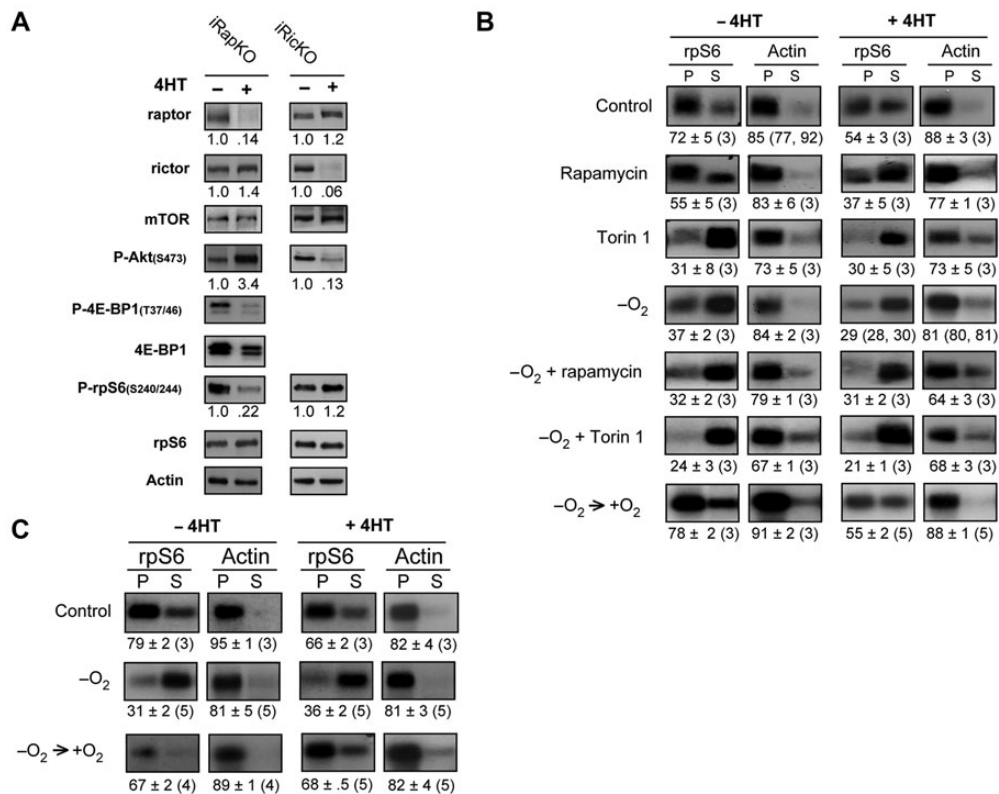 A
iRapKO
iRicKO
4HT
– + – +
raptor
1.0 .14 1.0 1.2
rictor
1.0 1.4 1.0 .06
mTOR
P-Akt(S473)
1.0 3.4 1.0 .13
P-4E-BP1(T37/46)
4E-BP1
P-rpS6(S240/244)
1.0 .22 1.0 1.2
rpS6
Actin
B
– 4HT + 4HT
rpS6 Actin rpS6 Actin
P S P S P S P S
Control
72 ± 5 (3) 85 (77, 92) 54 ± 3 (3) 88 ± 3 (3)
Rapamycin
55 ± 5 (3) 83 ± 6 (3) 37 ± 5 (3) 77 ± 1 (3)
Torin 1
31 ± 8 (3) 73 ± 5 (3) 30 ± 5 (3) 73 ± 5 (3)
–O₂
37 ± 2 (3) 84 ± 2 (3) 29 (28, 30) 81 (80, 81)
–O₂ + rapamycin
32 ± 2 (3) 79 ± 1 (3) 31 ± 2 (3) 64 ± 3 (3)
–O₂ + Torin 1
24 ± 3 (3) 67 ± 1 (3) 21 ± 1 (3) 68 ± 3 (3)
–O₂ → +O₂
78 ± 2 (3) 91 ± 2 (3) 55 ± 2 (5) 88 ± 1 (5)
C
– 4HT + 4HT
rpS6 Actin rpS6 Actin
P S P S P S P S
Control
79 ± 2 (3) 95 ± 1 (3) 66 ± 2 (3) 82 ± 4 (3)
–O₂
31 ± 2 (5) 81 ± 5 (5) 36 ± 2 (5) 81 ± 3 (5)
–O₂ → +O₂
67 ± 2 (4) 89 ± 1 (4) 68 ± .5 (5) 82 ± 4 (5)